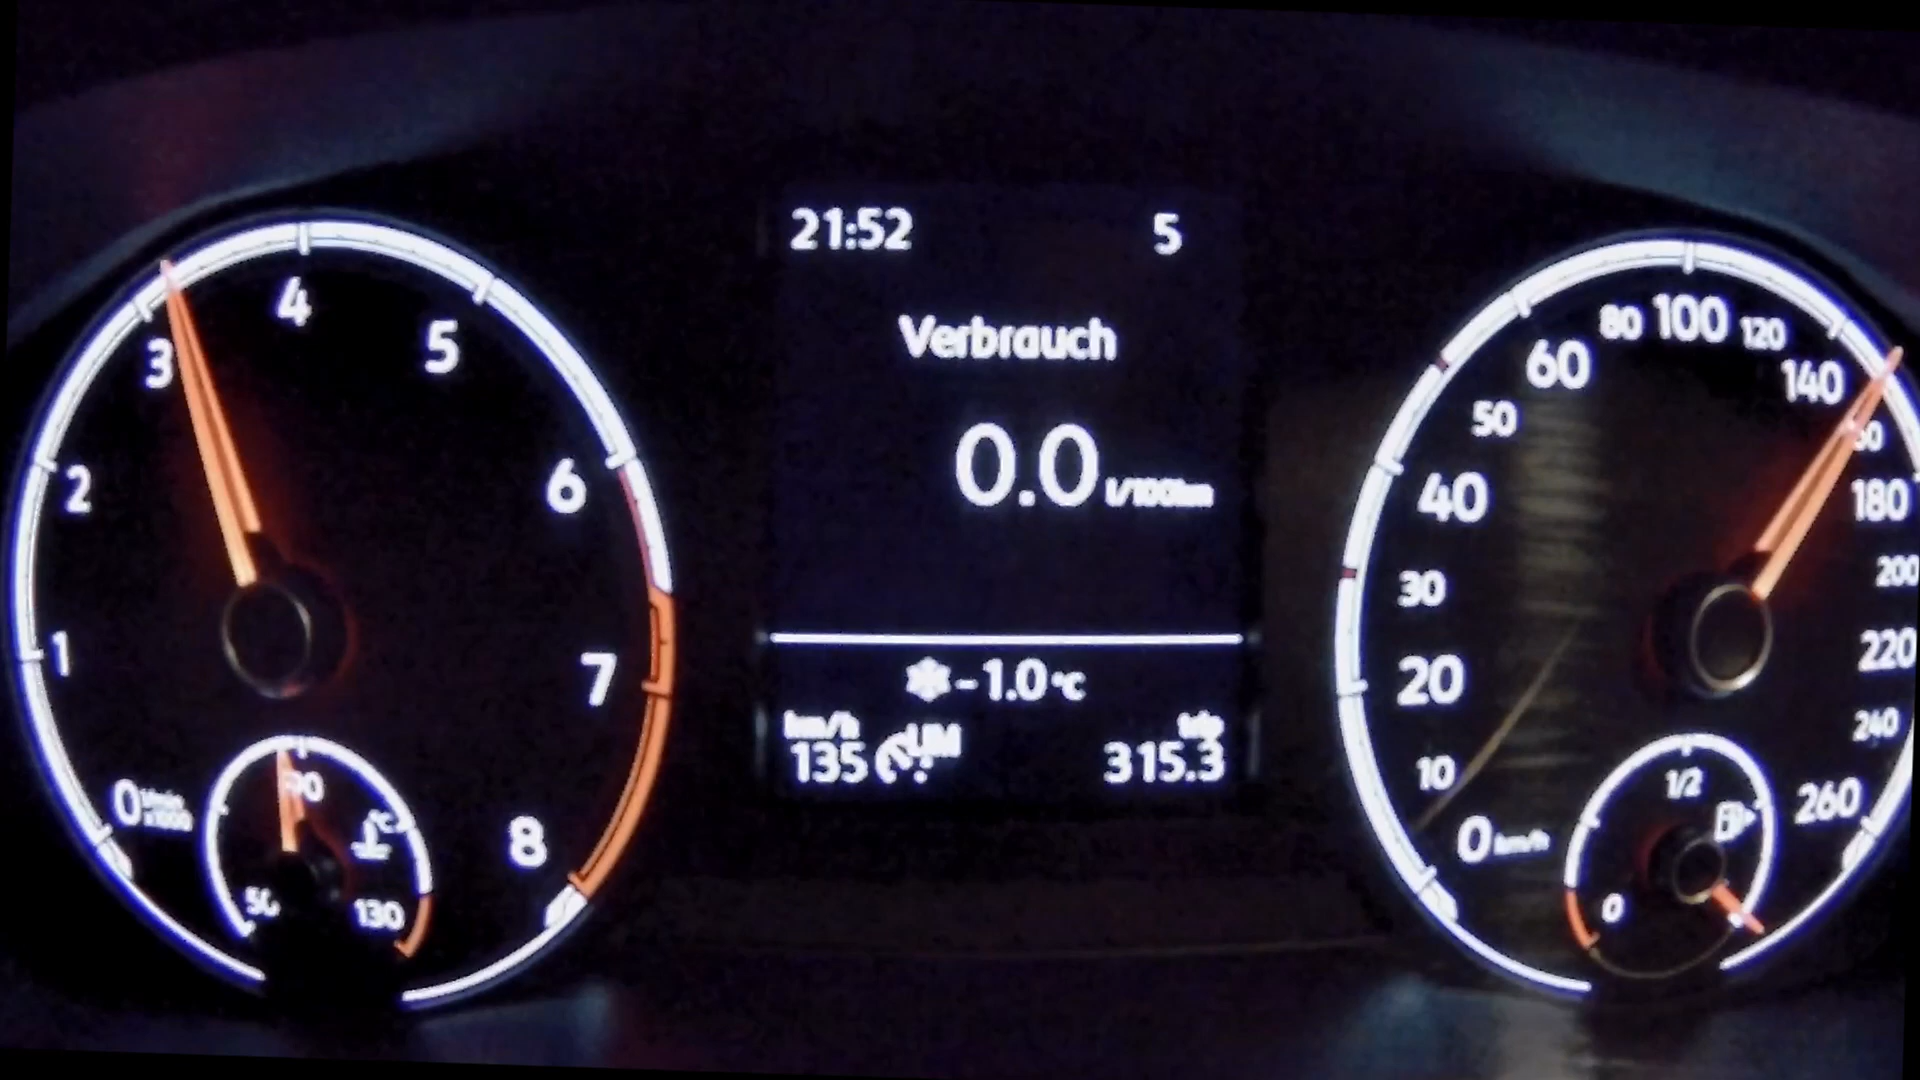 21:52 5
Verbrauch
0.0 l/100km
-1.0 °C
km/h trip
135 LIM 315.3
0 1 2 3 4 5 6 7 8
1/min
x1000
50 90 130
°C
0 10 20 30 40 50 60 80 100 120 140 180 200 220 240 260
km/h
0 1/2